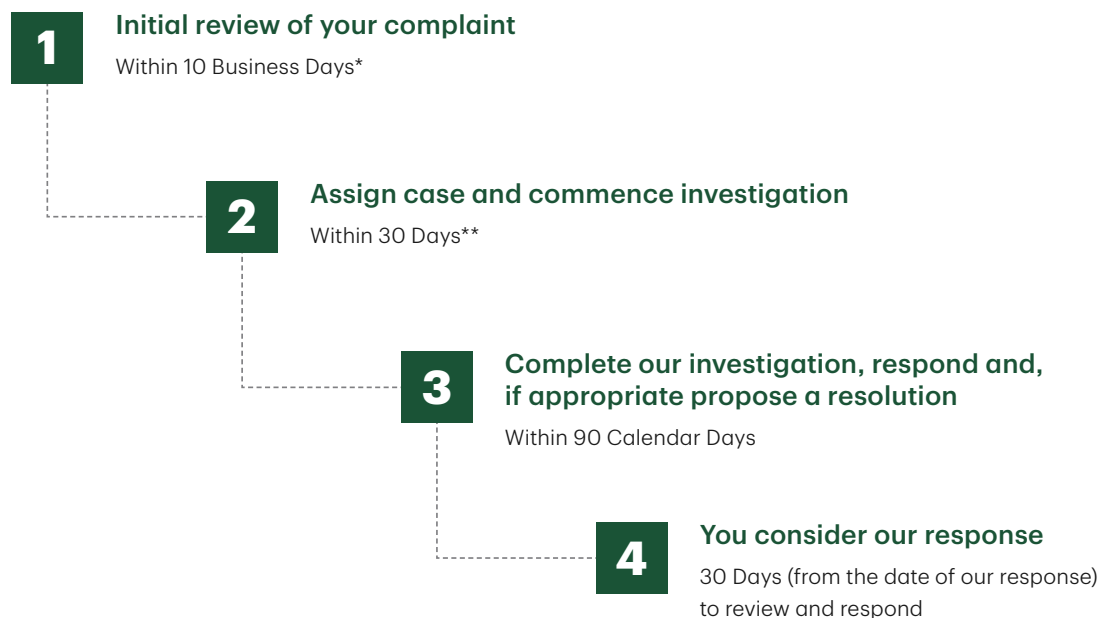 1
Initial review of your complaint
Within 10 Business Days*
2
Assign case and commence investigation
Within 30 Days**
3
Complete our investigation, respond and,
if appropriate propose a resolution
Within 90 Calendar Days
4
You consider our response
30 Days (from the date of our response)
to review and respond